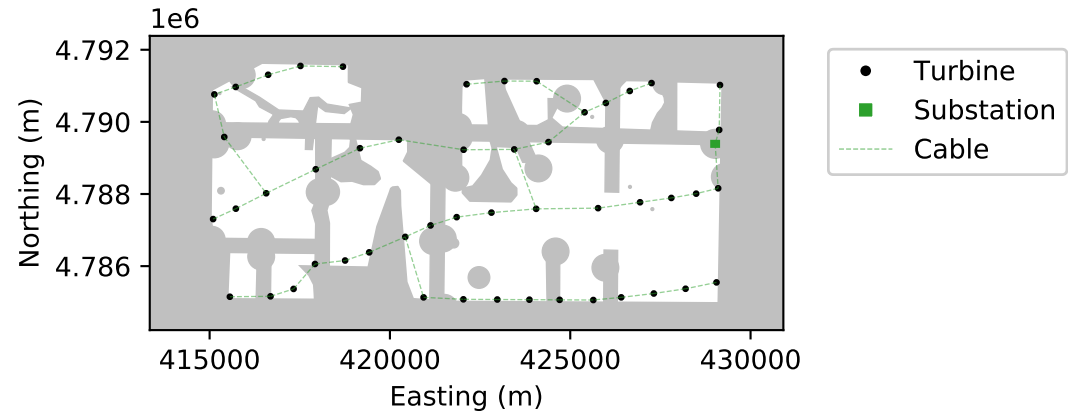 1e6
4.792
4.790
4.788
4.786
Northing (m)
415000 420000 425000 430000
Easting (m)
Turbine
Substation
Cable